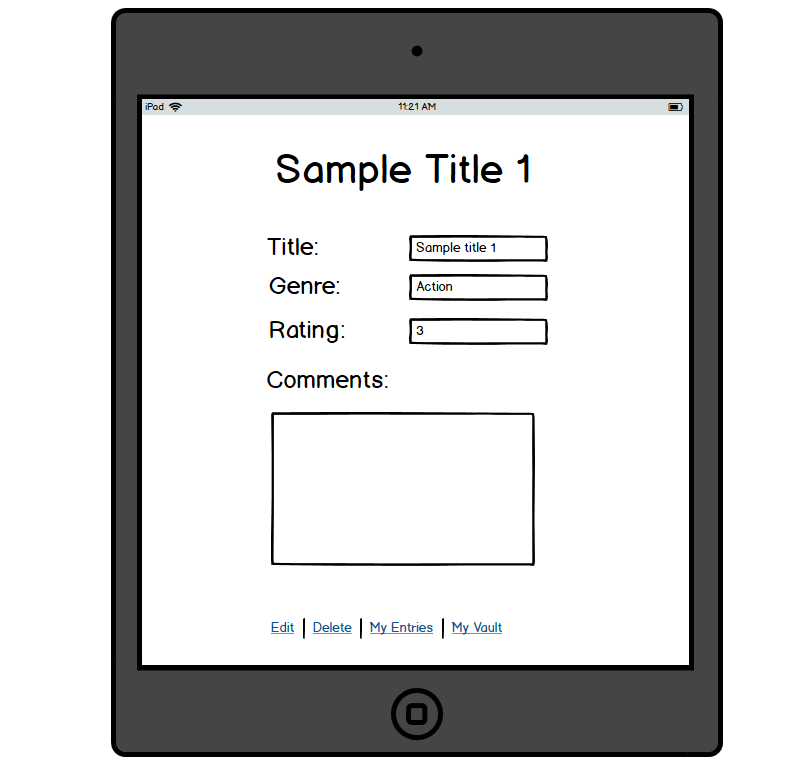 iPad 11:21 AM
Sample Title 1
Title: Sample title 1
Genre: Action
Rating: 3
Comments:
Edit | Delete | My Entries | My Vault